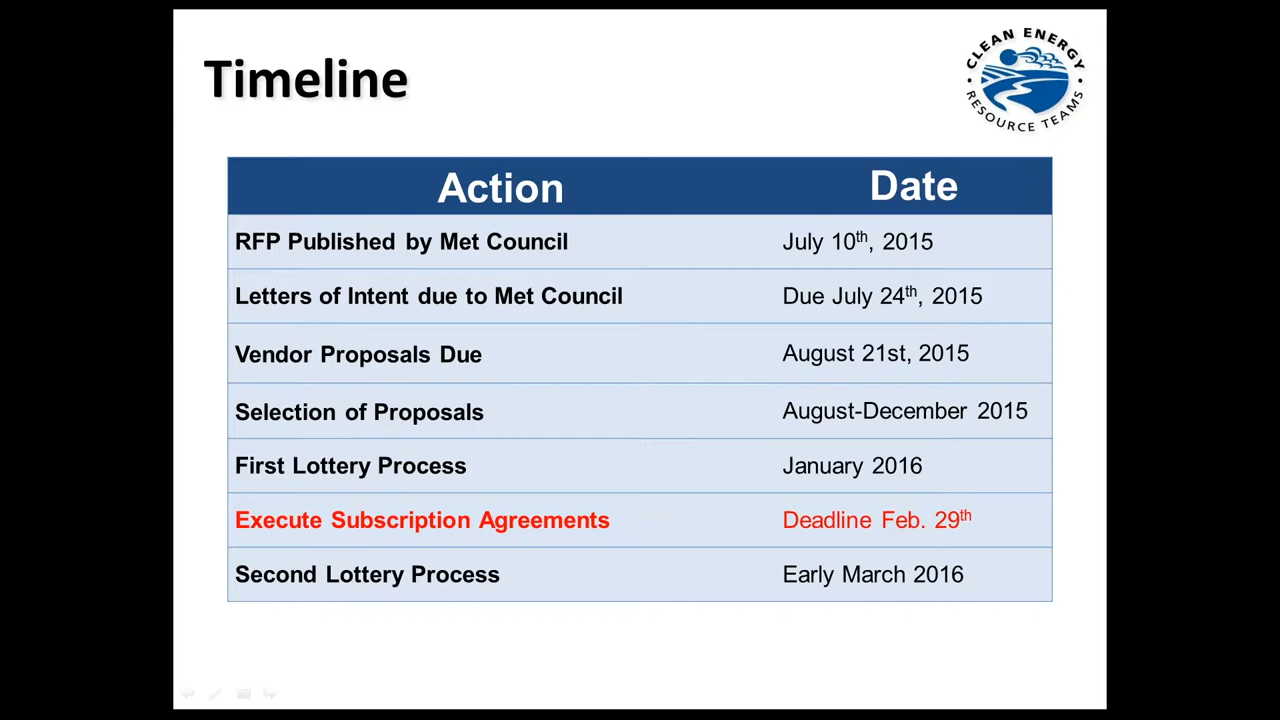 Timeline
CLEAN ENERGY
RESOURCE TEAMS
Action Date
RFP Published by Met Council July 10th, 2015
Letters of Intent due to Met Council Due July 24th, 2015
Vendor Proposals Due August 21st, 2015
Selection of Proposals August-December 2015
First Lottery Process January 2016
Execute Subscription Agreements Deadline Feb. 29th
Second Lottery Process Early March 2016